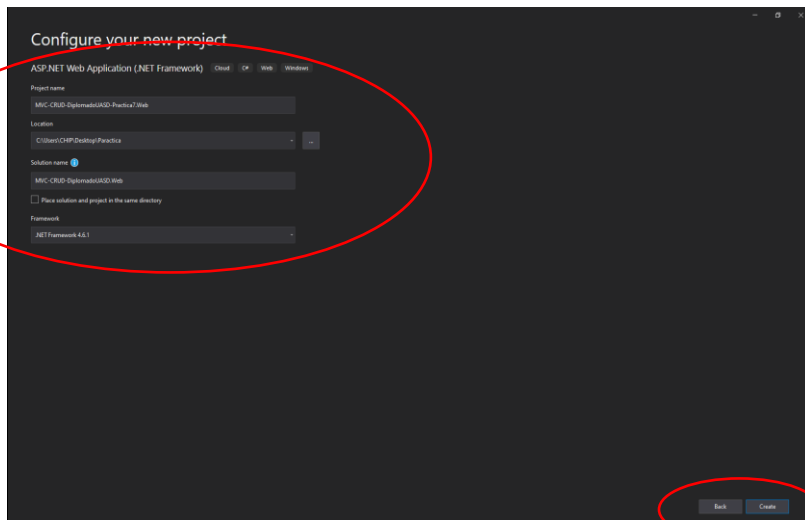 Configure your new project
ASP.NET Web Application (.NET Framework) Cloud C# Web Windows
Project name
MVC-CRUD-DiplomadoUASD-Practica7.Web
Location
C:\Users\CHIP\Desktop\Paractica
...
Solution name
MVC-CRUD-DiplomadoUASD.Web
Place solution and project in the same directory
Framework
.NET Framework 4.6.1
Back Create